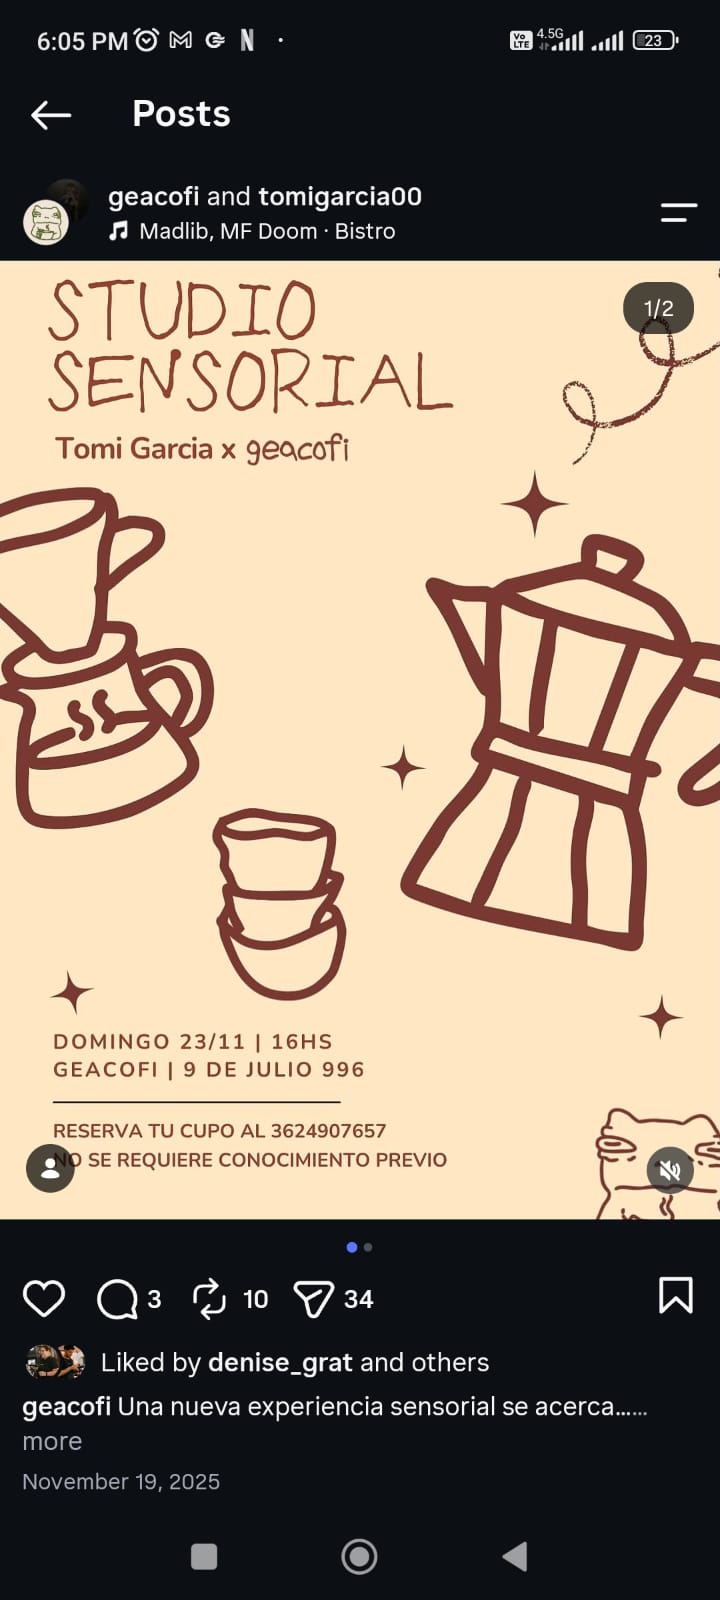 6:05 PM
Vo LTE 4.5G 23
Posts
geacofi and tomigarcia00
Madlib, MF Doom · Bistro
1/2
STUDIO
SENSORIAL
Tomi Garcia x geacofi
DOMINGO 23/11 | 16HS
GEACOFI | 9 DE JULIO 996
RESERVA TU CUPO AL 3624907657
NO SE REQUIERE CONOCIMIENTO PREVIO
3 10 34
Liked by denise_grat and others
geacofi Una nueva experiencia sensorial se acerca......
more
November 19, 2025